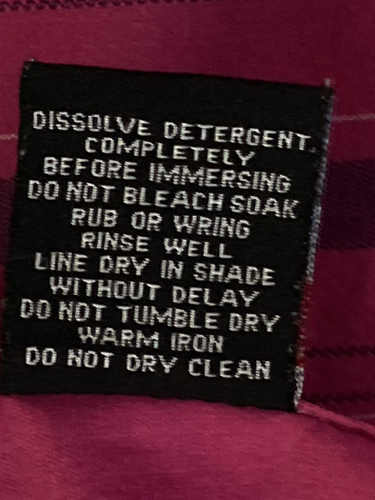 DISSOLVE DETERGENT
COMPLETELY
BEFORE IMMERSING
DO NOT BLEACH SOAK
RUB OR WRING
RINSE WELL
LINE DRY IN SHADE
WITHOUT DELAY
DO NOT TUMBLE DRY
WARM IRON
DO NOT DRY CLEAN